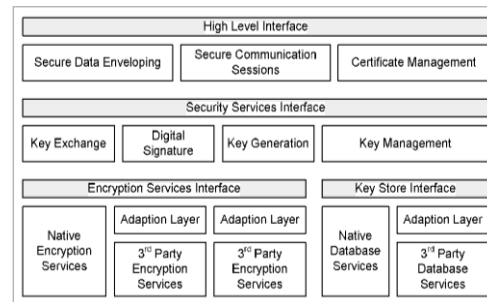 High Level Interface
Secure Data Enveloping
Secure Communication
Sessions
Certificate Management
Security Services Interface
Key Exchange
Digital
Signature
Key Generation
Key Management
Encryption Services Interface
Key Store Interface
Native
Encryption
Services
Adaption Layer
3rd Party
Encryption
Services
Adaption Layer
3rd Party
Encryption
Services
Native
Database
Services
Adaption Layer
3rd Party
Database
Services